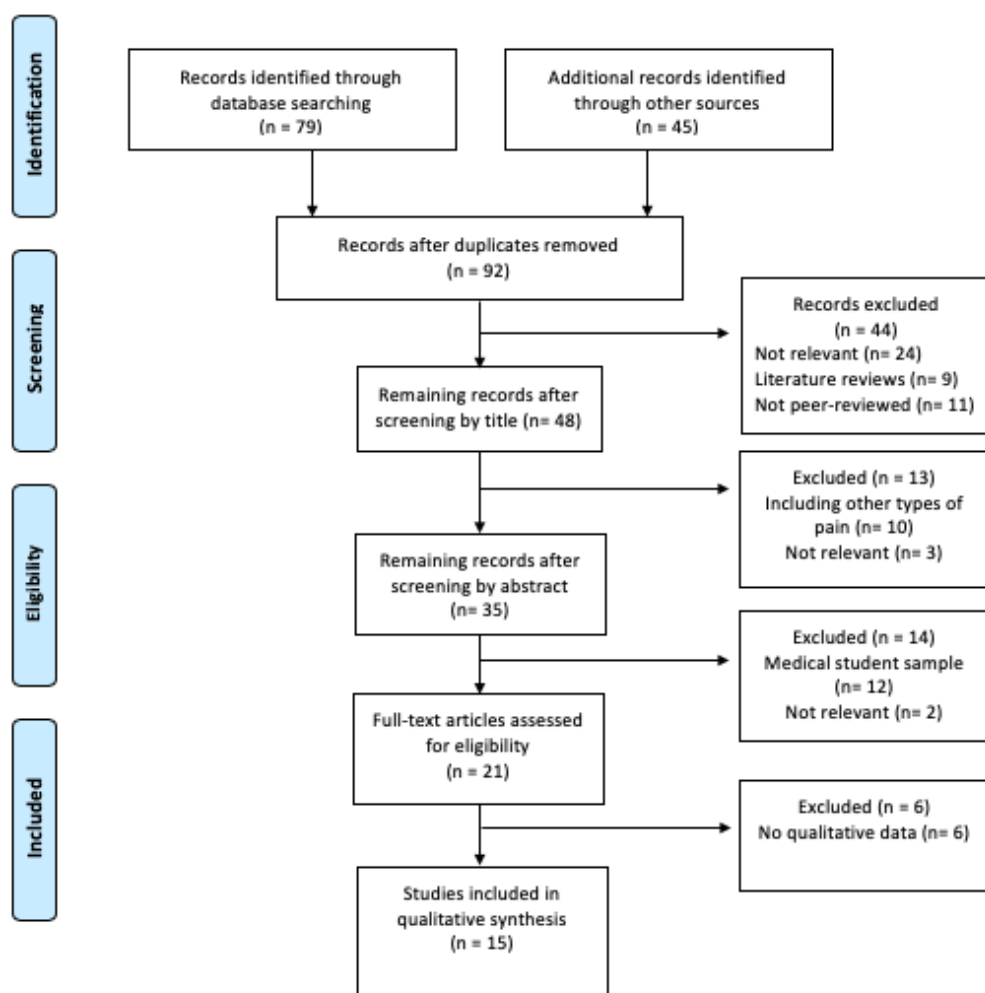 Identification
Records identified through
database searching
(n = 79)
Additional records identified
through other sources
(n = 45)
Records after duplicates removed
(n = 92)
Screening
Records excluded
(n = 44)
Not relevant (n= 24)
Literature reviews (n= 9)
Not peer-reviewed (n= 11)
Remaining records after
screening by title (n= 48)
Excluded (n = 13)
Including other types of
pain (n= 10)
Not relevant (n= 3)
Eligibility
Remaining records after
screening by abstract
(n= 35)
Excluded (n = 14)
Medical student sample
(n= 12)
Not relevant (n= 2)
Full-text articles assessed
for eligibility
(n = 21)
Included
Excluded (n = 6)
No qualitative data (n= 6)
Studies included in
qualitative synthesis
(n = 15)